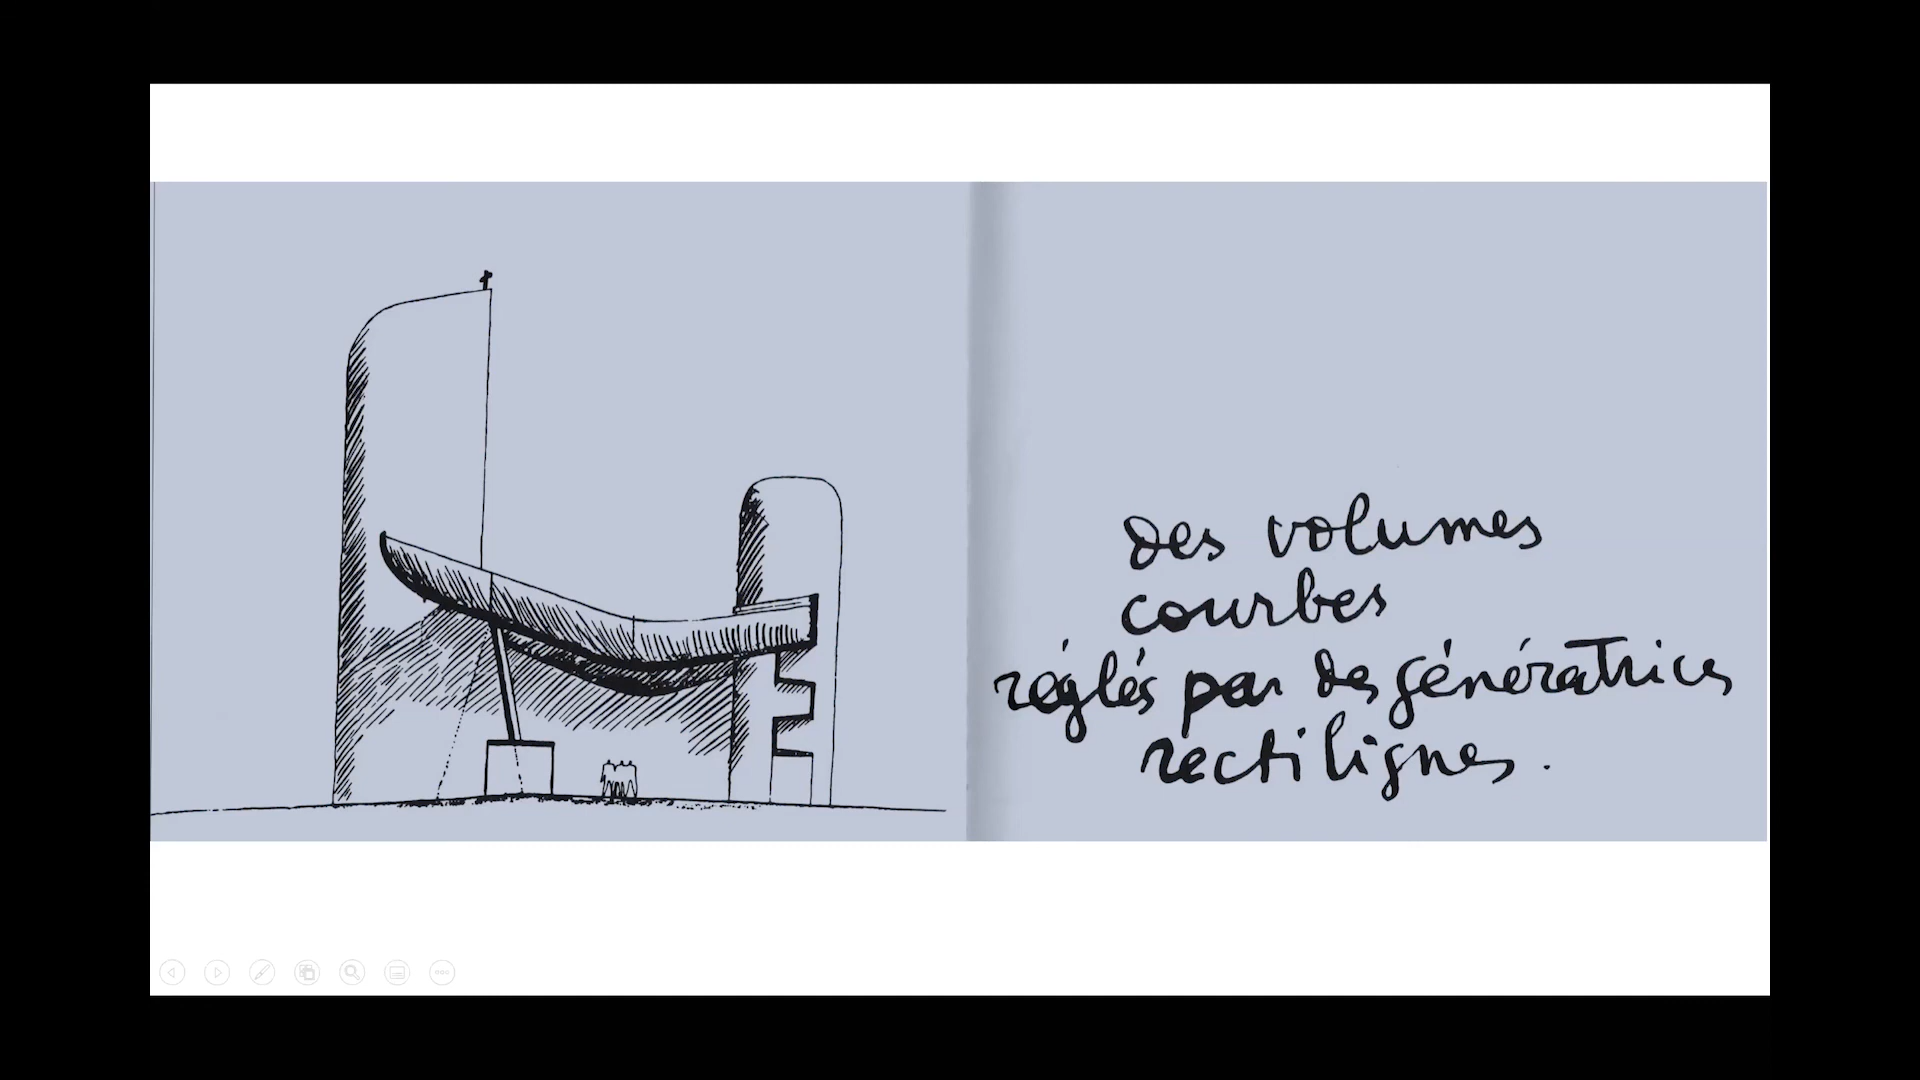 des volumes
courbes
réglés par des génératrices
rectilignes.